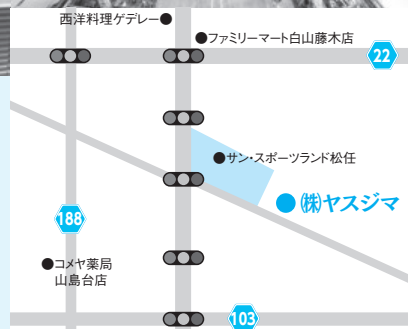 西洋料理ゲデレー●
●ファミリーマート白山藤木店
22
●サン・スポーツランド松任
●㈱ヤスジマ
188
●コメヤ薬局
山島台店
103